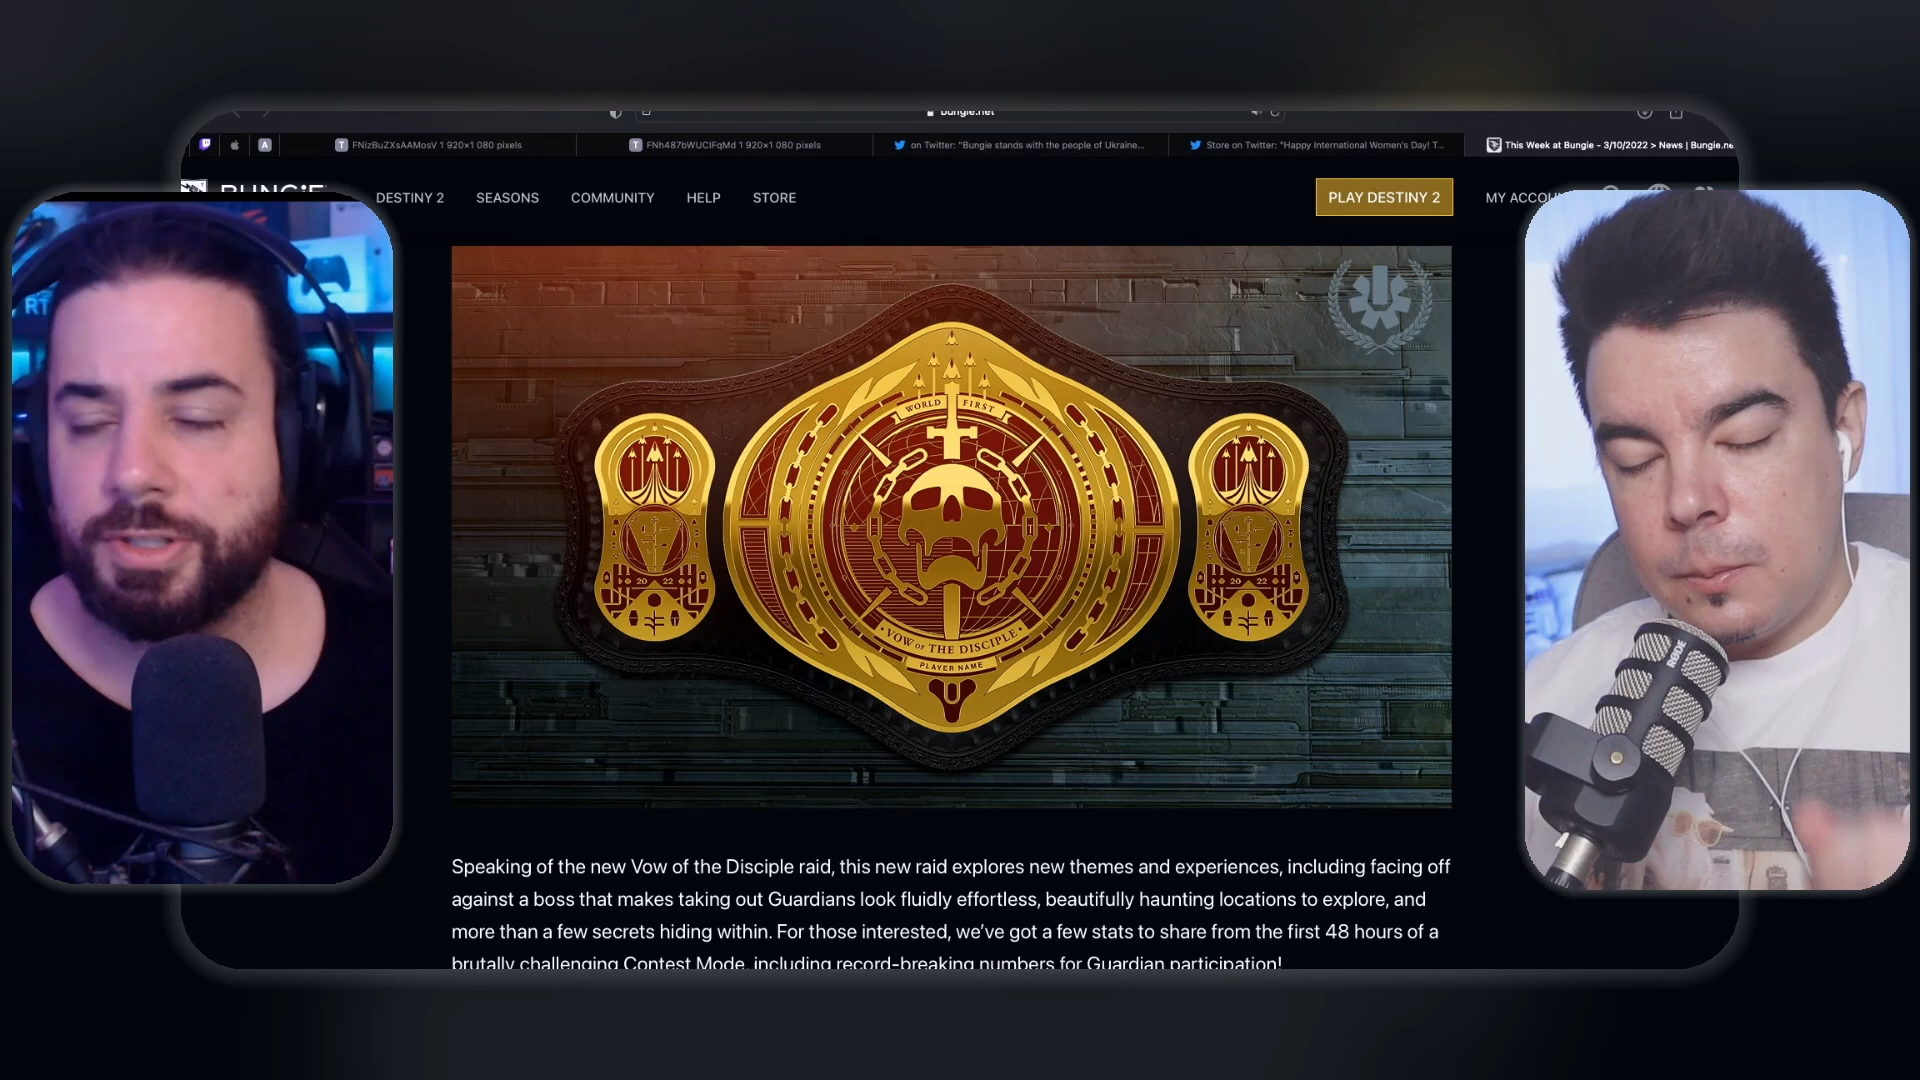 bungie.net
T FNizBuZXsAAMosV 1 920×1 080 pixels
T FNh487bWUCIFqMd 1 920×1 080 pixels
on Twitter: "Bungie stands with the people of Ukraine...
Store on Twitter: "Happy International Women's Day! T...
This Week at Bungie - 3/10/2022 > News | Bungie.ne
A
BUNGiE
DESTINY 2
SEASONS
COMMUNITY
HELP
STORE
PLAY DESTINY 2
MY ACCOU
RT
WORLD FIRST
20 22
20 22
VOW OF THE DISCIPLE
PLAYER NAME
RØDE
Speaking of the new Vow of the Disciple raid, this new raid explores new themes and experiences, including facing off
against a boss that makes taking out Guardians look fluidly effortless, beautifully haunting locations to explore, and
more than a few secrets hiding within. For those interested, we've got a few stats to share from the first 48 hours of a
brutally challenging Contest Mode, including record-breaking numbers for Guardian participation!